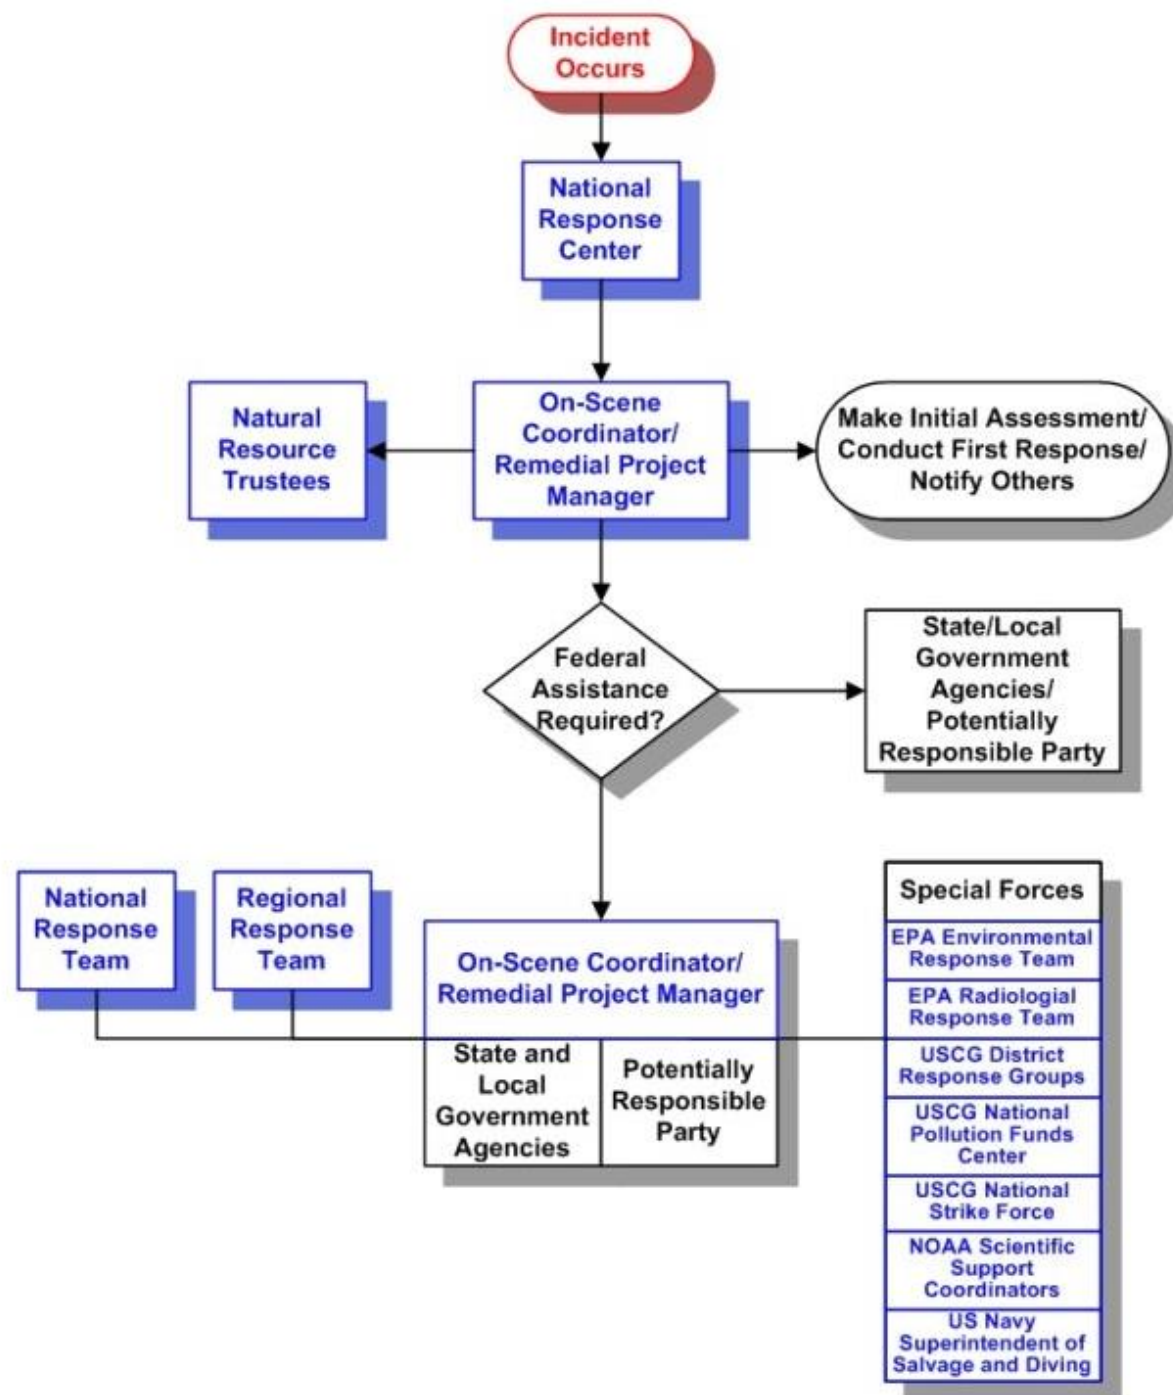 Incident
Occurs
National
Response
Center
Natural
Resource
Trustees
On-Scene
Coordinator/
Remedial Project
Manager
Make Initial Assessment/
Conduct First Response/
Notify Others
Federal
Assistance
Required?
State/Local
Government
Agencies/
Potentially
Responsible Party
National
Response
Team
Regional
Response
Team
On-Scene Coordinator/
Remedial Project Manager
State and
Local
Government
Agencies
Potentially
Responsible
Party
Special Forces
EPA Environmental
Response Team
EPA Radiologial
Response Team
USCG District
Response Groups
USCG National
Pollution Funds
Center
USCG National
Strike Force
NOAA Scientific
Support
Coordinators
US Navy
Superintendent of
Salvage and Diving